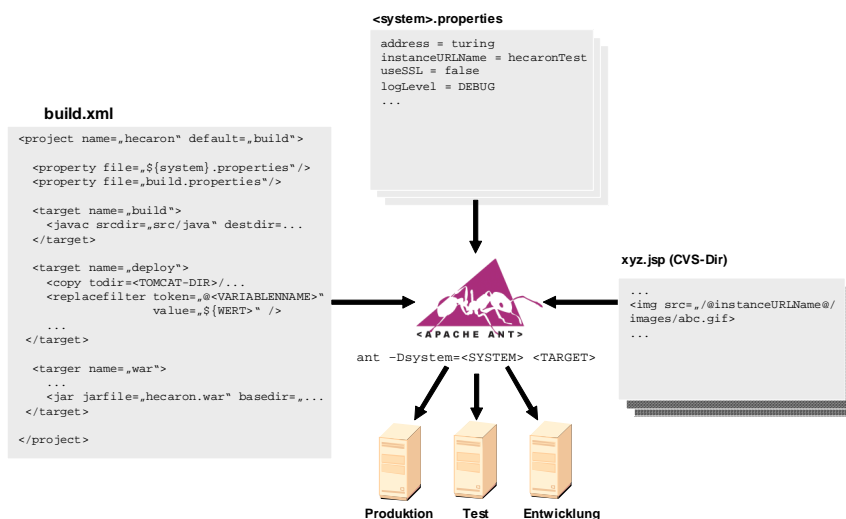 <system>.properties
address = turing
instanceURLName = hecaronTest
useSSL = false
logLevel = DEBUG
...
build.xml
<project name=„hecaron“ default=„build“>
<property file=„${system}.properties“/>
<property file=„build.properties“/>
<target name=„build“>
<javac srcdir=„src/java“ destdir=...
</target>
<target name=„deploy“>
<copy todir=<TOMCAT-DIR>/...
<replacefilter token=„@<VARIABLENNAME>“
value=„${WERT>“ />
...
</target>
<targer name=„war“>
...
<jar jarfile=„hecaron.war“ basedir=„...
</target>
</project>
xyz.jsp (CVS-Dir)
...
<img src=„/@instanceURLName@/
images/abc.gif>
...
<APACHE ANT>
ant –Dsystem=<SYSTEM> <TARGET>
Produktion
Test
Entwicklung